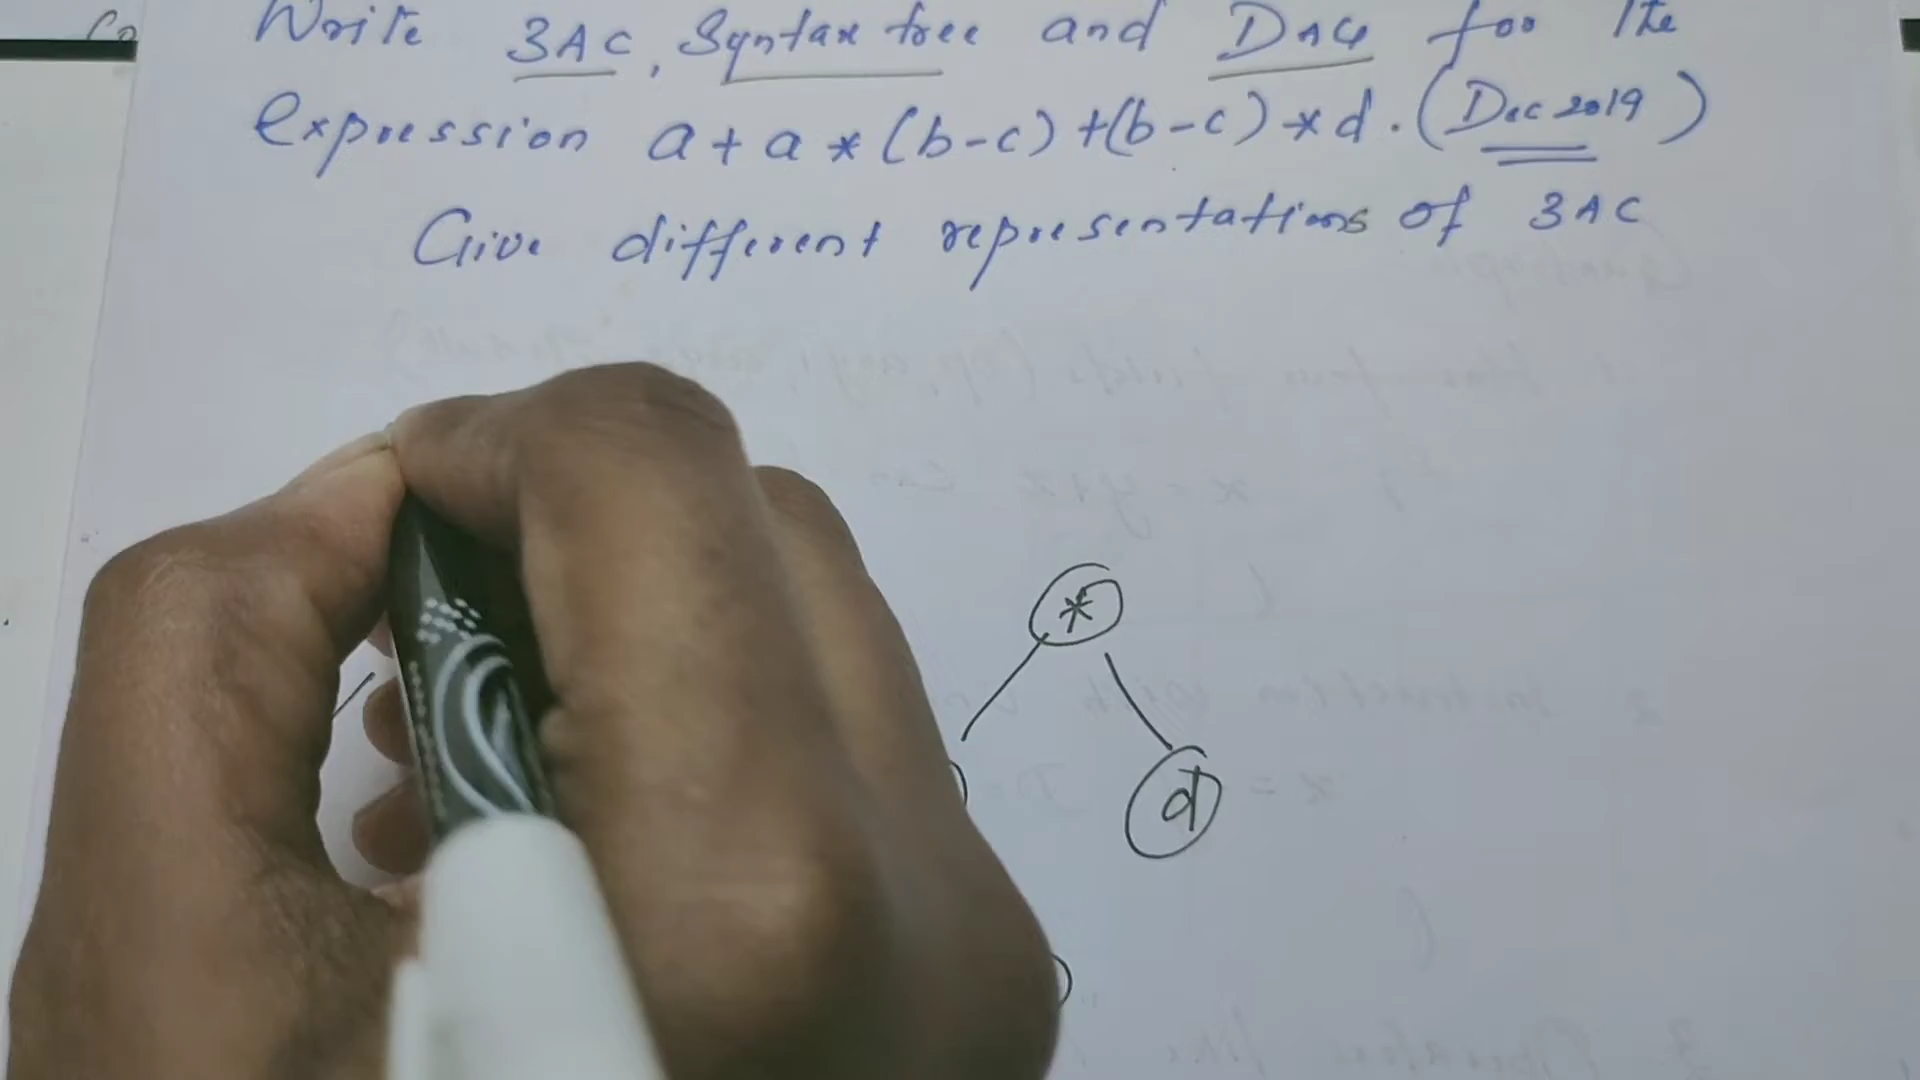 Write 3AC, Syntax tree and DAG for the
Expression a + a * (b - c) + (b - c) * d. (Dec 2019)
Give different representations of 3AC
*
d